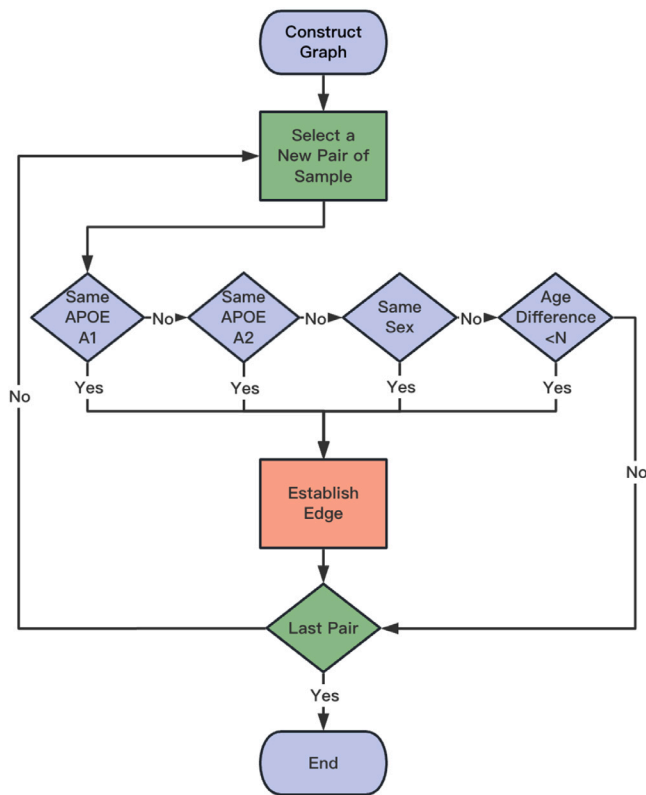 Construct
Graph
Select a
New Pair of
Sample
Same
APOE
A1
No
Same
APOE
A2
No
Same
Sex
No
Age
Difference
<N
Yes
Yes
Yes
Yes
No
No
Establish
Edge
Last Pair
Yes
End